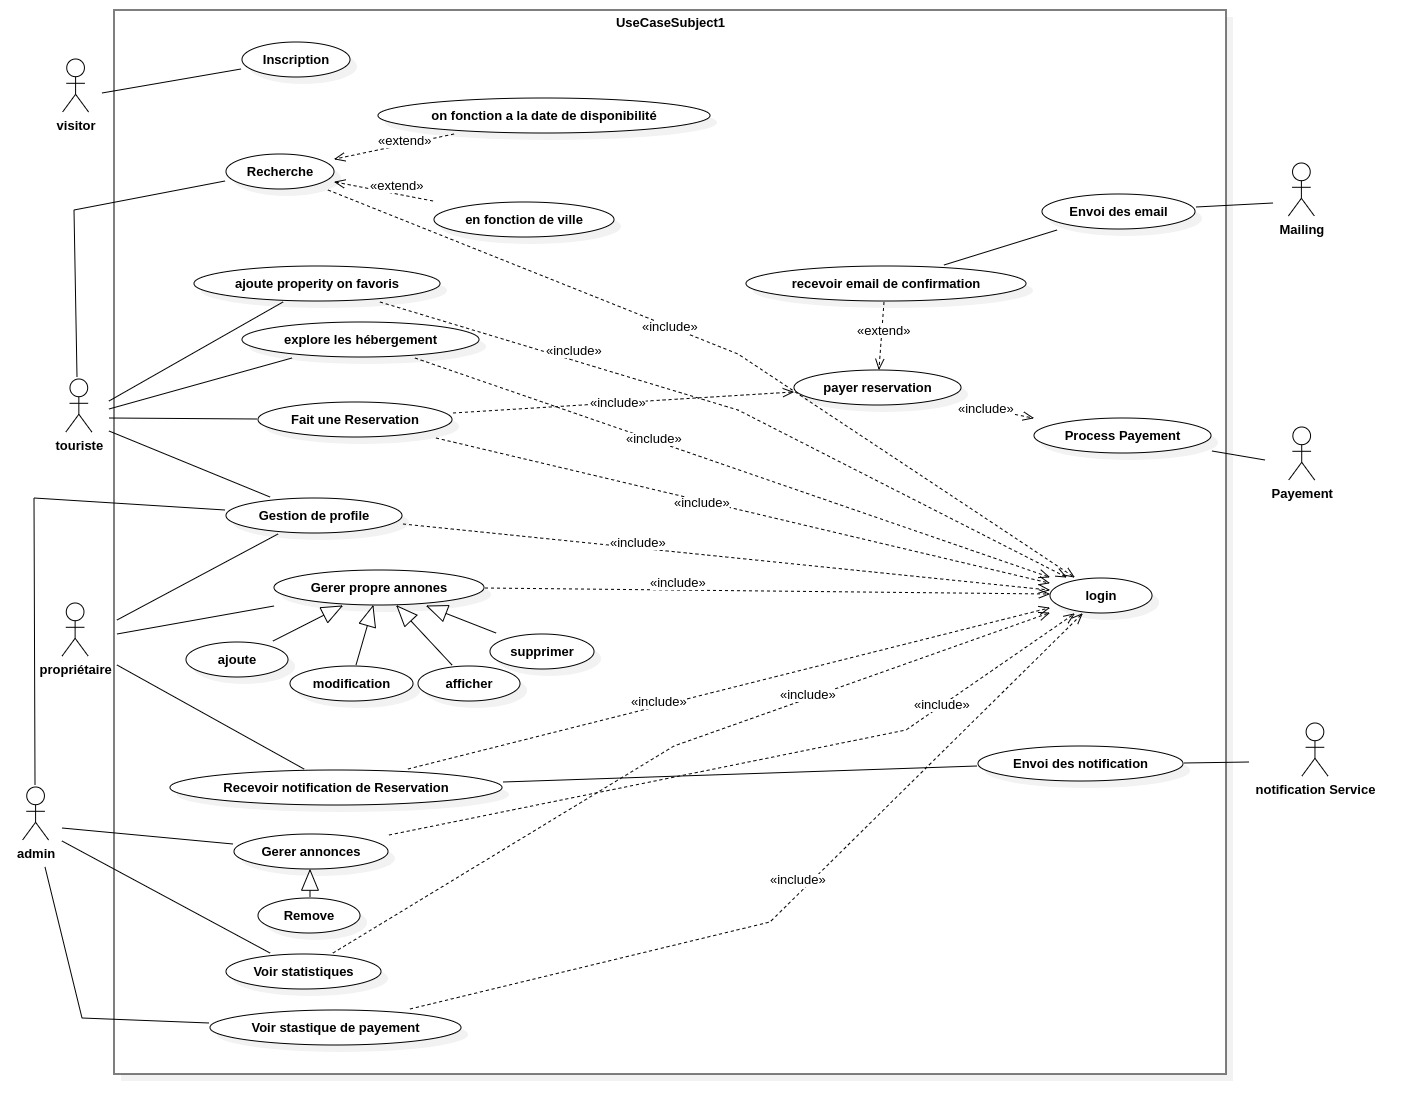 UseCaseSubject1
Inscription
visitor
on fonction a la date de disponibilité
«extend»
Recherche
«extend»
en fonction de ville
Envoi des email
Mailing
ajoute properity on favoris
recevoir email de confirmation
«include»
«extend»
explore les hébergement
«include»
payer reservation
«include»
«include»
Fait une Reservation
touriste
«include»
Process Payement
Payement
«include»
Gestion de profile
«include»
Gerer propre annones
«include»
login
propriétaire
ajoute
modification
afficher
supprimer
«include»
«include»
«include»
Envoi des notification
notification Service
Recevoir notification de Reservation
admin
Gerer annonces
«include»
Remove
Voir statistiques
Voir stastique de payement